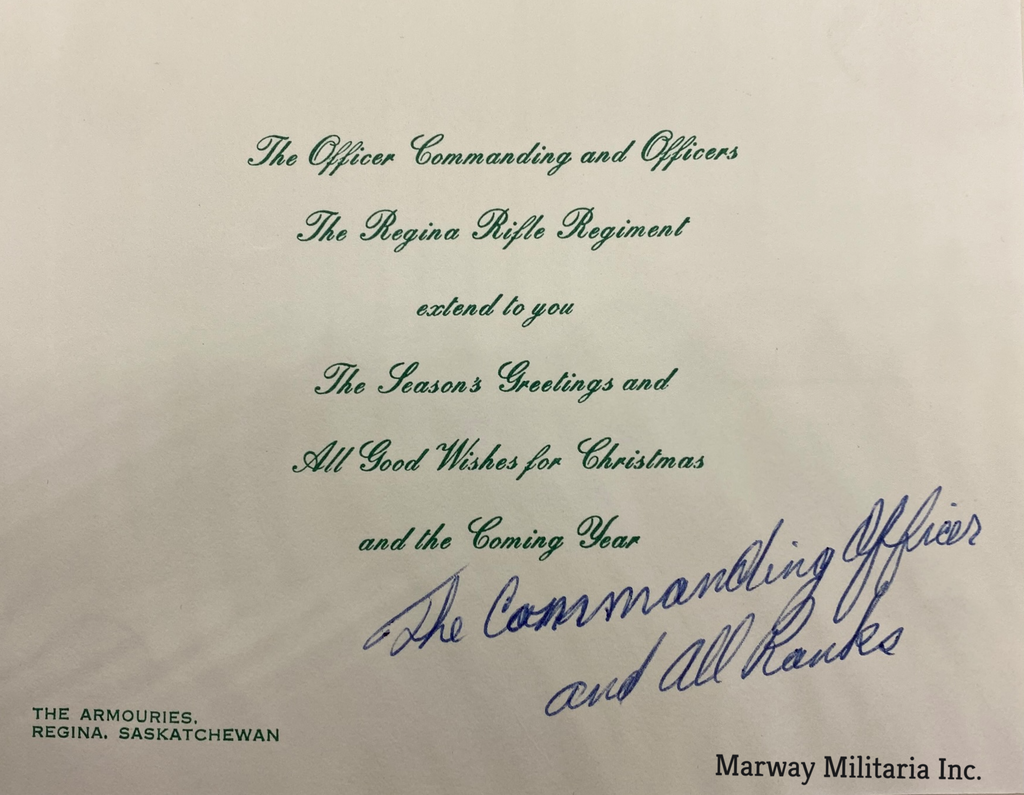 The Officer Commanding and Officers
The Regina Rifle Regiment
extend to you
The Season's Greetings and
All Good Wishes for Christmas
and the Coming Year
The Commanding Officer
and All Ranks
THE ARMOURIES,
REGINA, SASKATCHEWAN
Marway Militaria Inc.